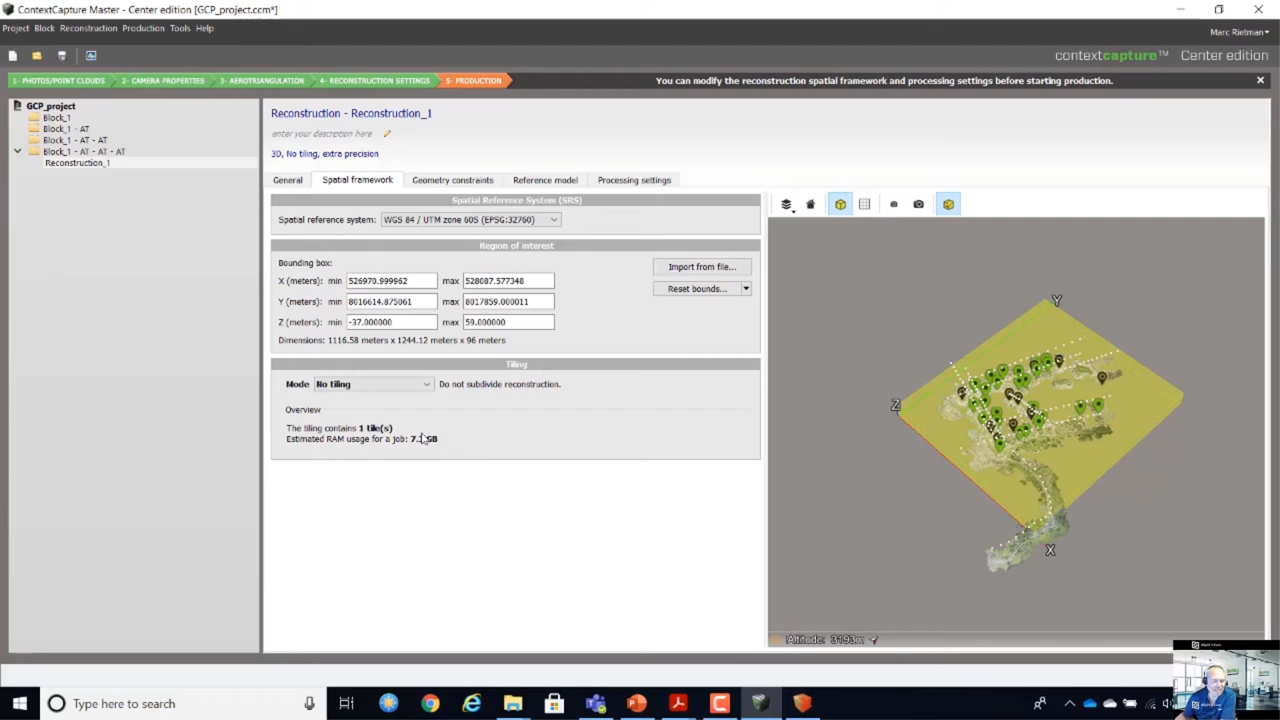 ContextCapture Master - Center edition [GCP_project.ccm*]
Project Block Reconstruction Production Tools Help
Marc Rietman
contextcapture™ Center edition
1- PHOTOS/POINT CLOUDS 2- CAMERA PROPERTIES 3- AEROTRIANGULATION 4- RECONSTRUCTION SETTINGS 5- PRODUCTION
You can modify the reconstruction spatial framework and processing settings before starting production.
GCP_project
Block_1
Block_1 - AT
Block_1 - AT - AT
Block_1 - AT - AT - AT
Reconstruction_1
Reconstruction - Reconstruction_1
enter your description here
3D, No tiling, extra precision
General Spatial framework Geometry constraints Reference model Processing settings
Spatial Reference System (SRS)
Spatial reference system: WGS 84 / UTM zone 60S (EPSG:32760)
Region of interest
Bounding box:
X (meters): min 526970.999962 max 528087.577348
Y (meters): min 8016614.875061 max 8017859.000011
Z (meters): min -37.000000 max 59.000000
Dimensions: 1116.58 meters x 1244.12 meters x 96 meters
Import from file...
Reset bounds...
Tiling
Mode No tiling Do not subdivide reconstruction.
Overview
The tiling contains 1 tile(s)
Estimated RAM usage for a job: GB
Y
Z
X
Altitude: 3193m
Type here to search